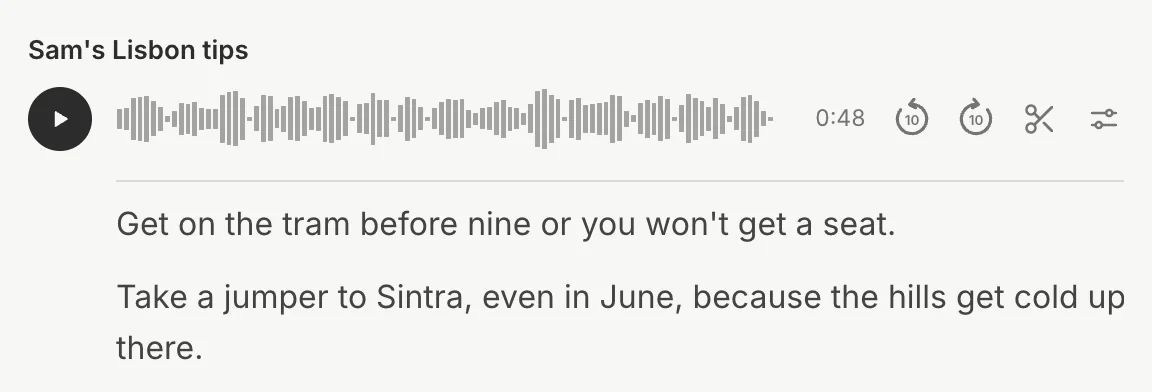 Sam's Lisbon tips
0:48
10
10
Get on the tram before nine or you won't get a seat.
Take a jumper to Sintra, even in June, because the hills get cold up
there.